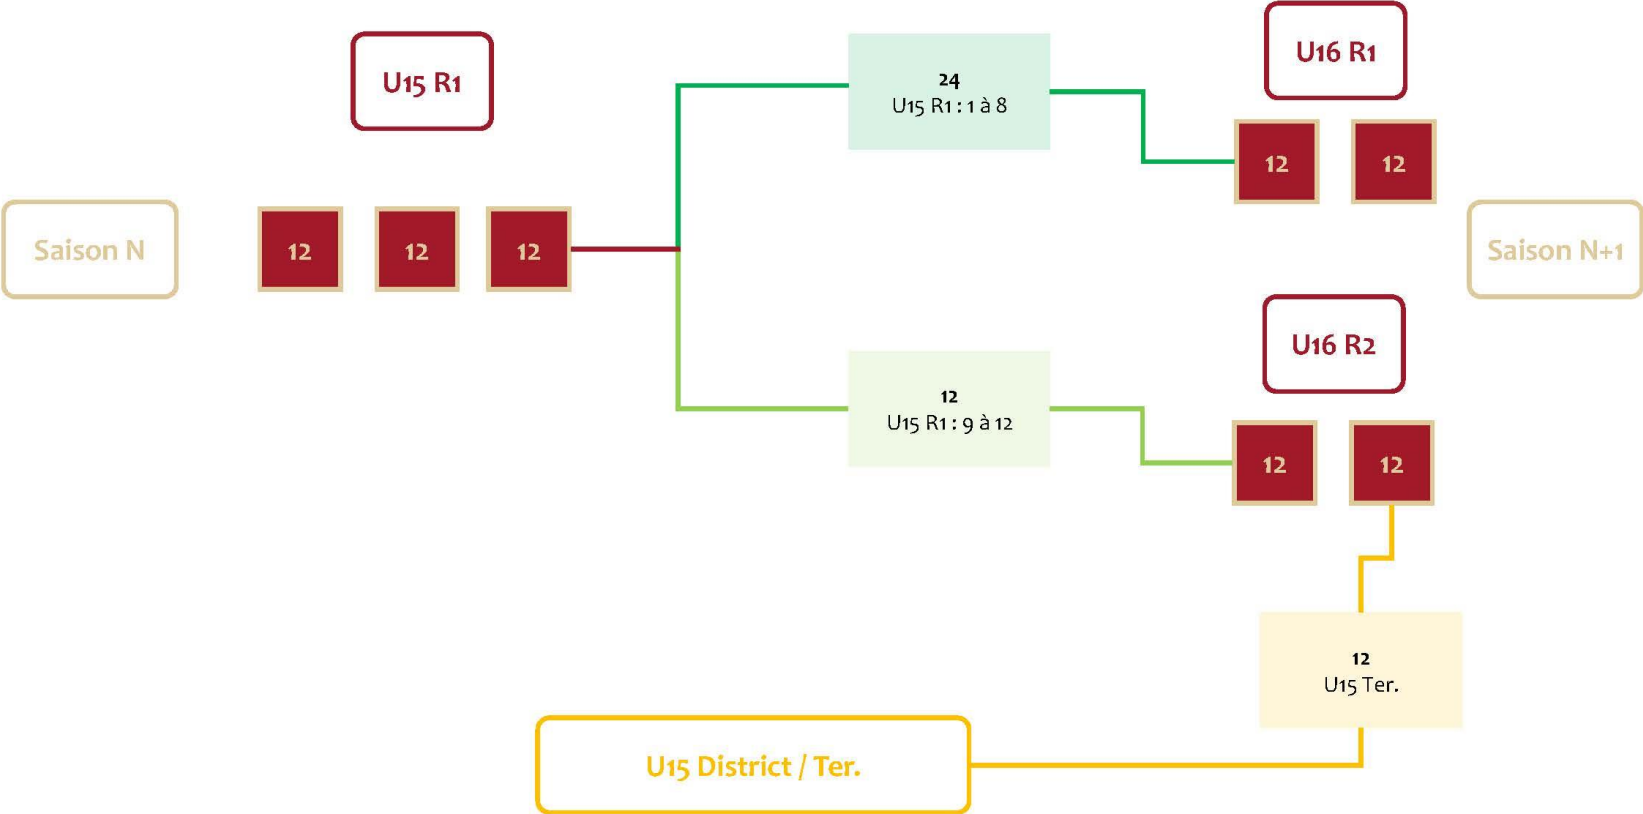 U15 R1
24
U15 R1 : 1 à 8
U16 R1
12
12
Saison N
12
12
12
Saison N+1
U16 R2
12
U15 R1 : 9 à 12
12
12
12
U15 Ter.
U15 District / Ter.